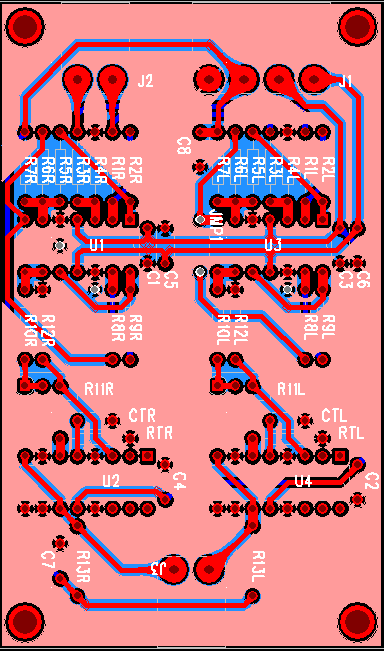 J2 J1
C8
R7R R6R R5R R3R R4R R1R R2R R7L R6L R5L R3L R4L R1L R2L
JMP1
U1 U3
C1 C5 C3 C6
R10R R12R R8R R9R R10L R12L R8L R9L
R11R R11L
CTR CTL
RTR RTL
U2 C4 U4 C2
C7 R13R J3 R13L